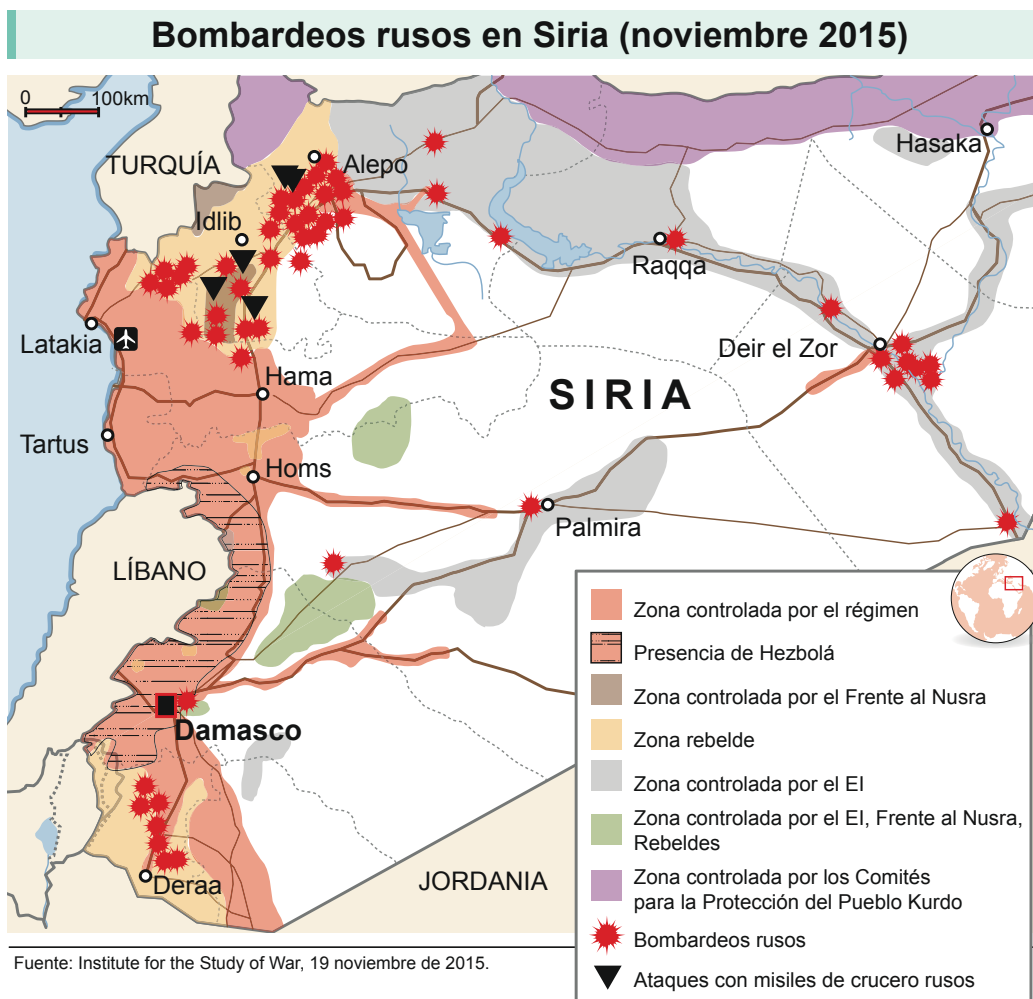 Bombardeos rusos en Siria (noviembre 2015)
0 100km
TURQUÍA
Alepo
Hasaka
Idlib
Raqqa
Latakia
Deir el Zor
Hama
SIRIA
Tartus
Homs
Palmira
LÍBANO
Damasco
Deraa
JORDANIA
Zona controlada por el régimen
Presencia de Hezbolá
Zona controlada por el Frente al Nusra
Zona rebelde
Zona controlada por el EI
Zona controlada por el EI, Frente al Nusra,
Rebeldes
Zona controlada por los Comités
para la Protección del Pueblo Kurdo
Bombardeos rusos
Ataques con misiles de crucero rusos
Fuente: Institute for the Study of War, 19 noviembre de 2015.